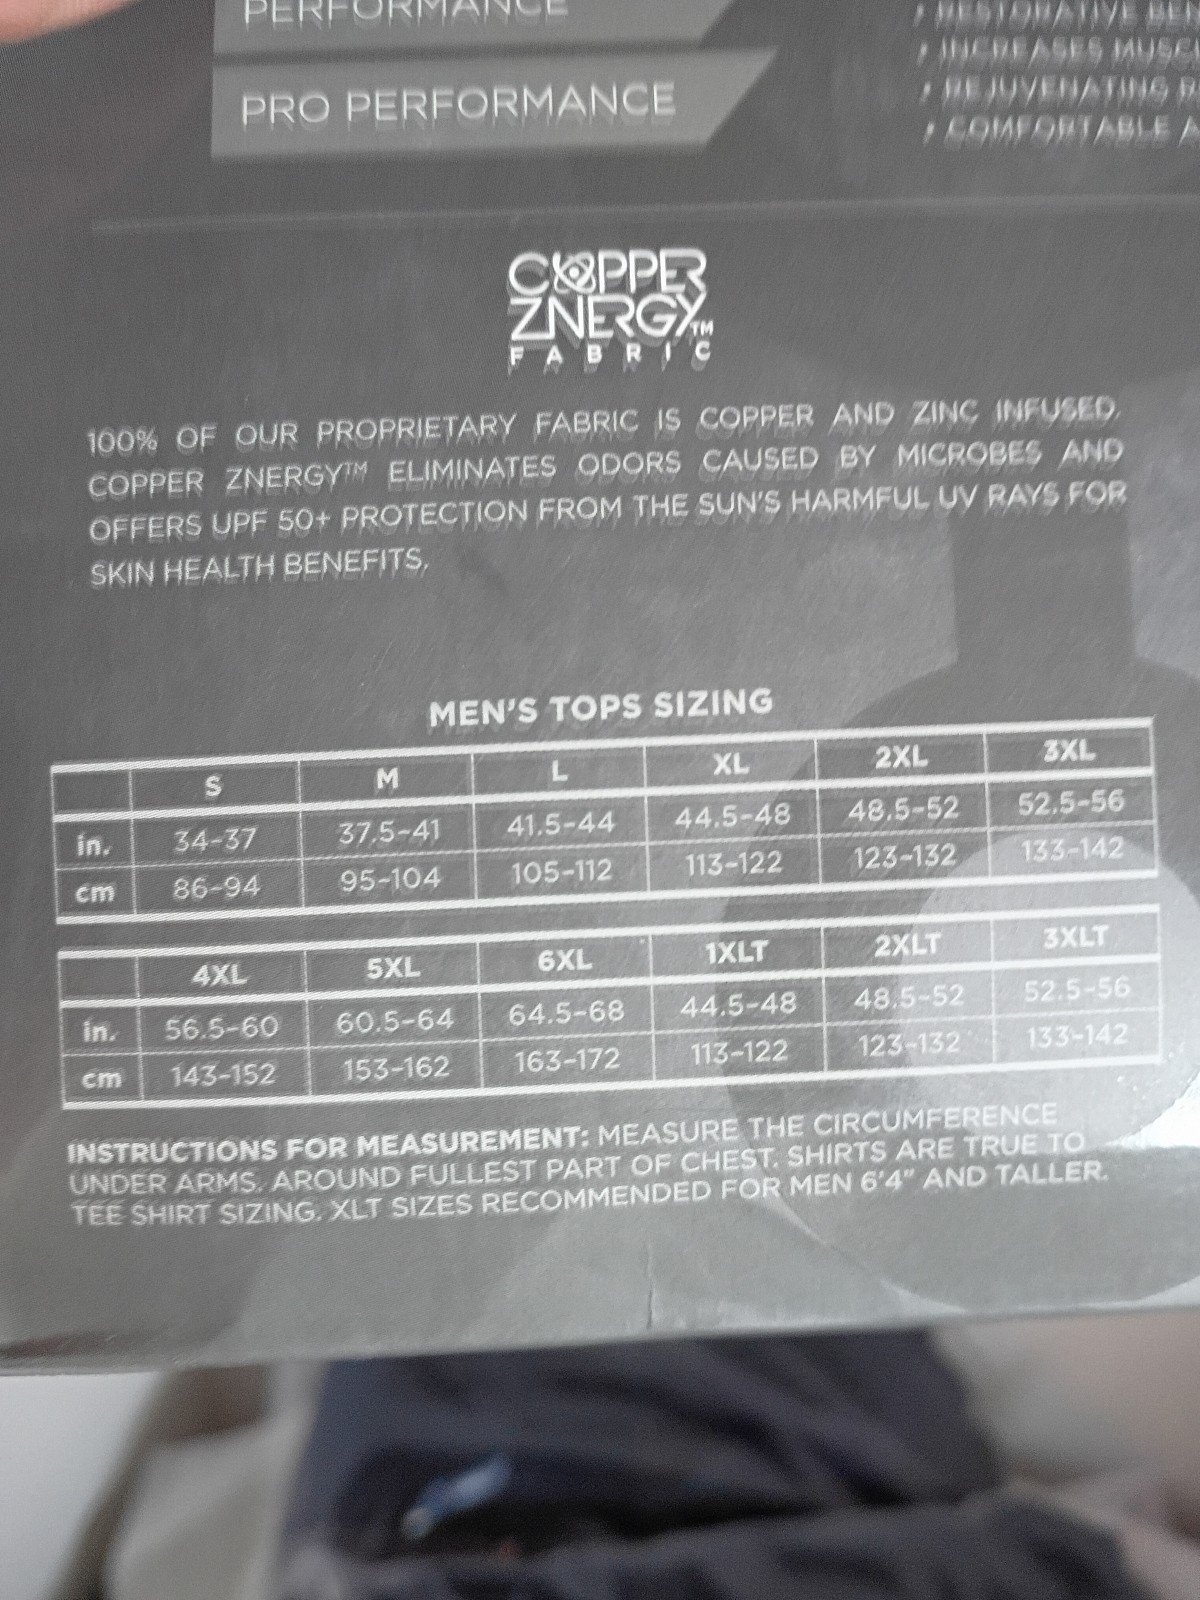 PERFORMANCE
PRO PERFORMANCE
RESTORATIVE
INCREASES
REJUVENATING
COMFORTABLE
COPPER
ZNERGY™
FABRIC
100% OF OUR PROPRIETARY FABRIC IS COPPER AND ZINC INFUSED.
COPPER ZNERGY™ ELIMINATES ODORS CAUSED BY MICROBES AND
OFFERS UPF 50+ PROTECTION FROM THE SUN'S HARMFUL UV RAYS FOR
SKIN HEALTH BENEFITS.
MEN'S TOPS SIZING
S M L XL 2XL 3XL
in. 34-37 37.5-41 41.5-44 44.5-48 48.5-52 52.5-56
cm 86-94 95-104 105-112 113-122 123-132 133-142
4XL 5XL 6XL 1XLT 2XLT 3XLT
in. 56.5-60 60.5-64 64.5-68 44.5-48 48.5-52 52.5-56
cm 143-152 153-162 163-172 113-122 123-132 133-142
INSTRUCTIONS FOR MEASUREMENT: MEASURE THE CIRCUMFERENCE
UNDER ARMS. AROUND FULLEST PART OF CHEST. SHIRTS ARE TRUE TO
TEE SHIRT SIZING. XLT SIZES RECOMMENDED FOR MEN 6'4" AND TALLER.